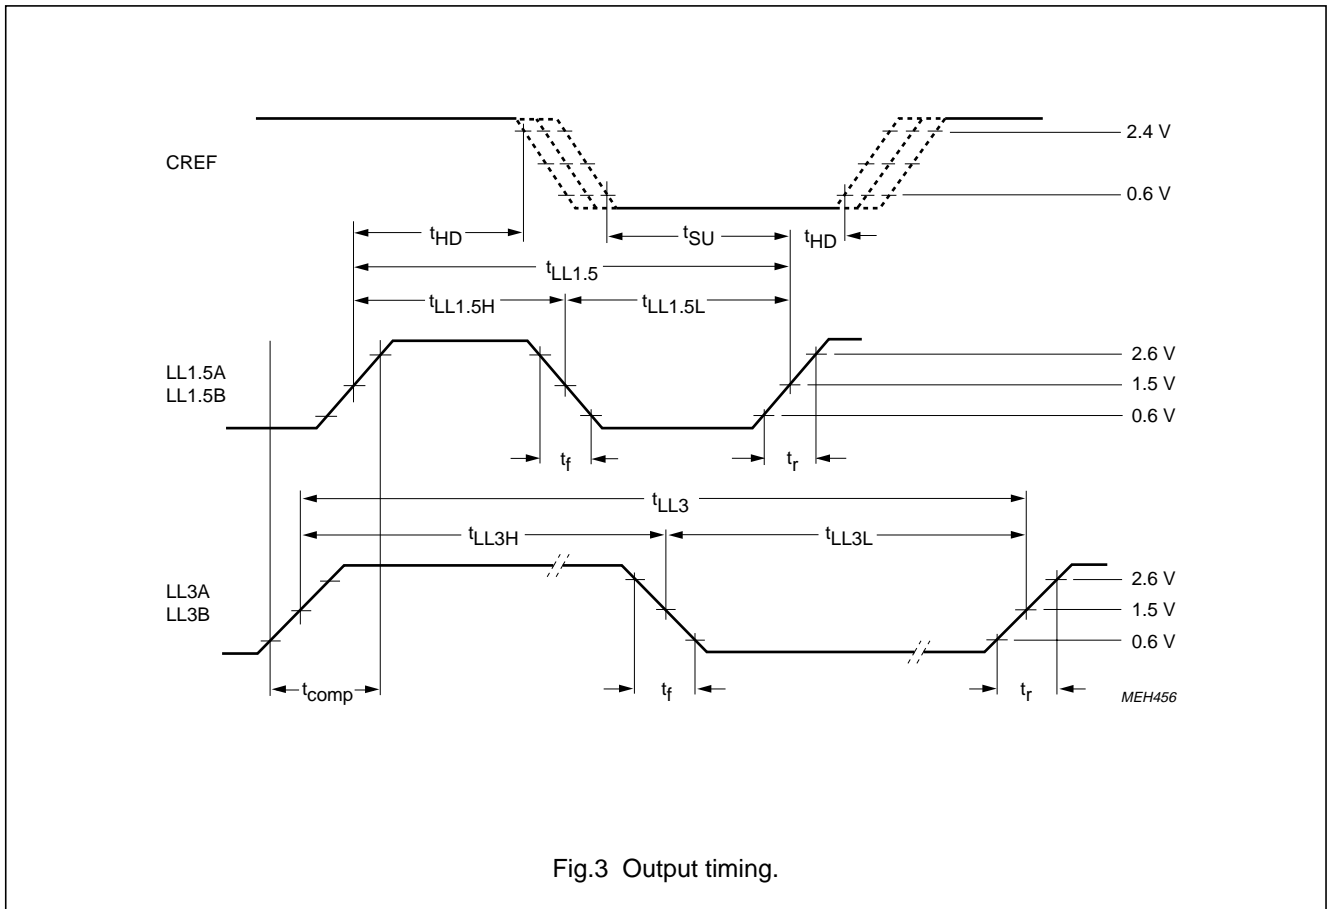 2.4 V
CREF
0.6 V
tHD
tSU
tHD
tLL1.5
tLL1.5H
tLL1.5L
2.6 V
LL1.5A
1.5 V
LL1.5B
0.6 V
tf
tr
tLL3
tLL3H
tLL3L
2.6 V
LL3A
1.5 V
LL3B
0.6 V
tcomp
tf
tr
MEH456
Fig.3 Output timing.